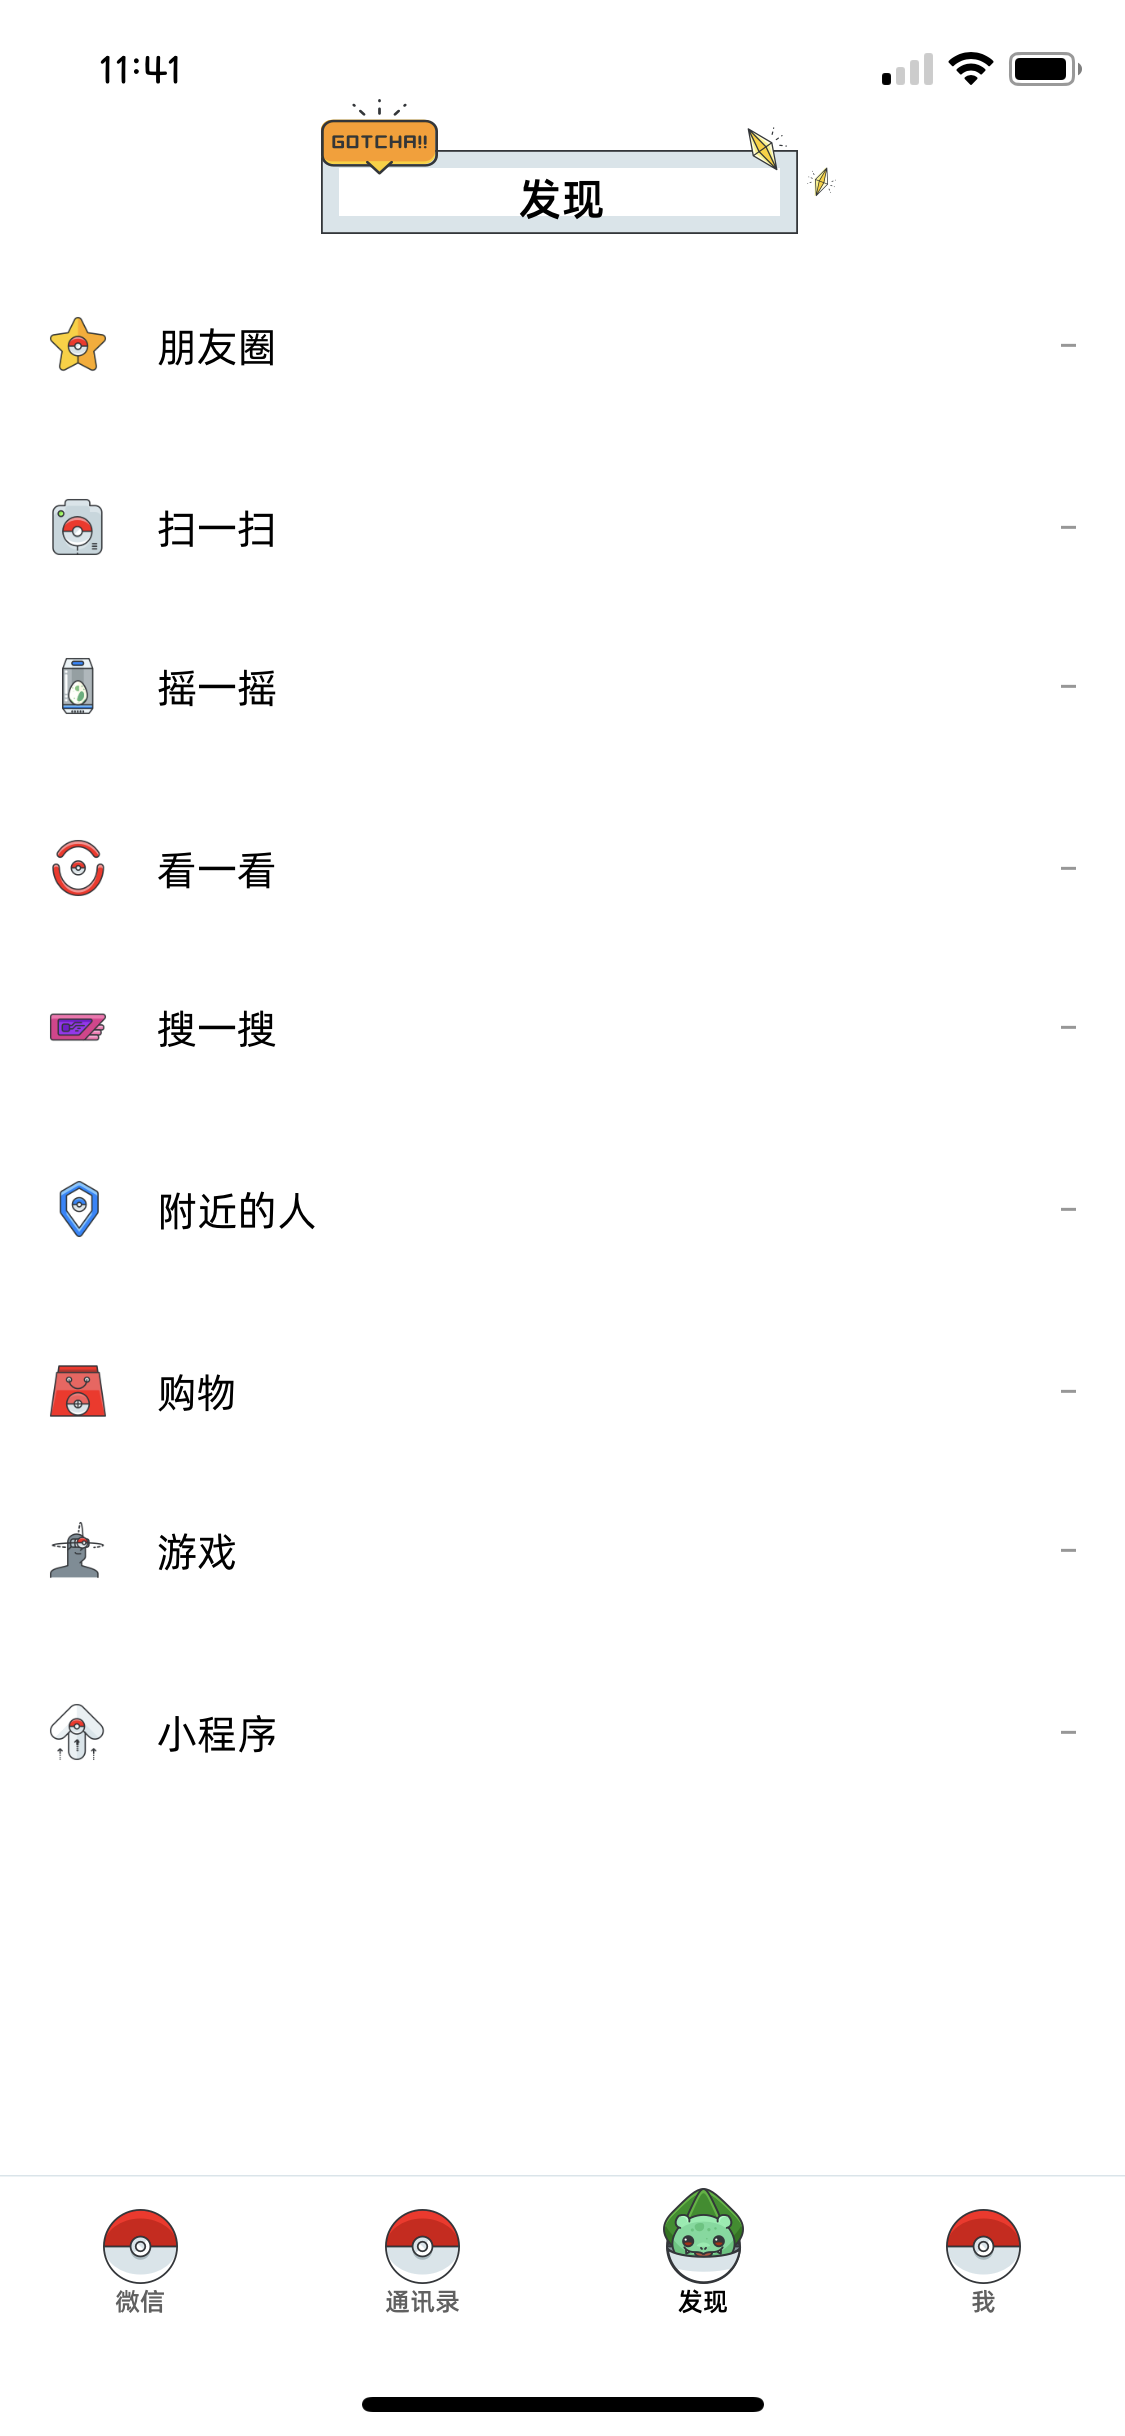 11:41
GOTCHA!!
发现
朋友圈
扫一扫
摇一摇
看一看
搜一搜
附近的人
购物
游戏
小程序
微信
通讯录
发现
我